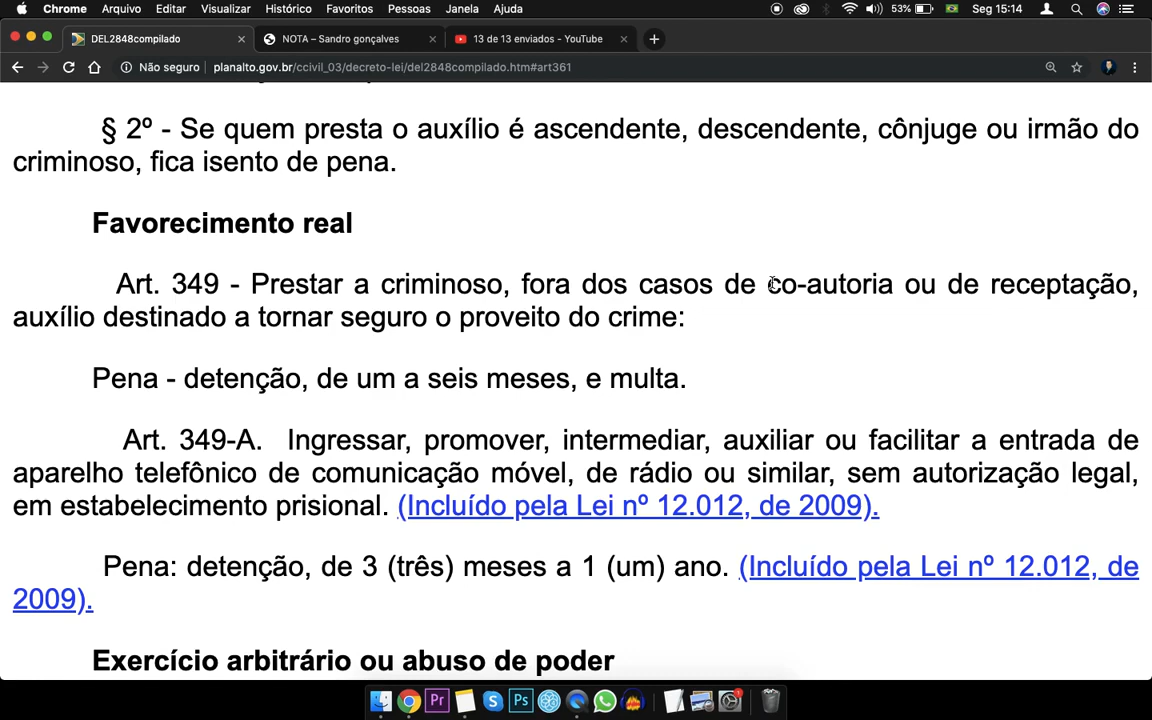 Chrome Arquivo Editar Visualizar Histórico Favoritos Pessoas Janela Ajuda 53% Seg 15:14
DEL2848compilado NOTA – Sandro gonçalves 13 de 13 enviados - YouTube
Não seguro planalto.gov.br/ccivil_03/decreto-lei/del2848compilado.htm#art361
§ 2º - Se quem presta o auxílio é ascendente, descendente, cônjuge ou irmão do
criminoso, fica isento de pena.
Favorecimento real
Art. 349 - Prestar a criminoso, fora dos casos de co-autoria ou de receptação,
auxílio destinado a tornar seguro o proveito do crime:
Pena - detenção, de um a seis meses, e multa.
Art. 349-A. Ingressar, promover, intermediar, auxiliar ou facilitar a entrada de
aparelho telefônico de comunicação móvel, de rádio ou similar, sem autorização legal,
em estabelecimento prisional. (Incluído pela Lei nº 12.012, de 2009).
Pena: detenção, de 3 (três) meses a 1 (um) ano. (Incluído pela Lei nº 12.012, de
2009).
Exercício arbitrário ou abuso de poder
Pr Ps